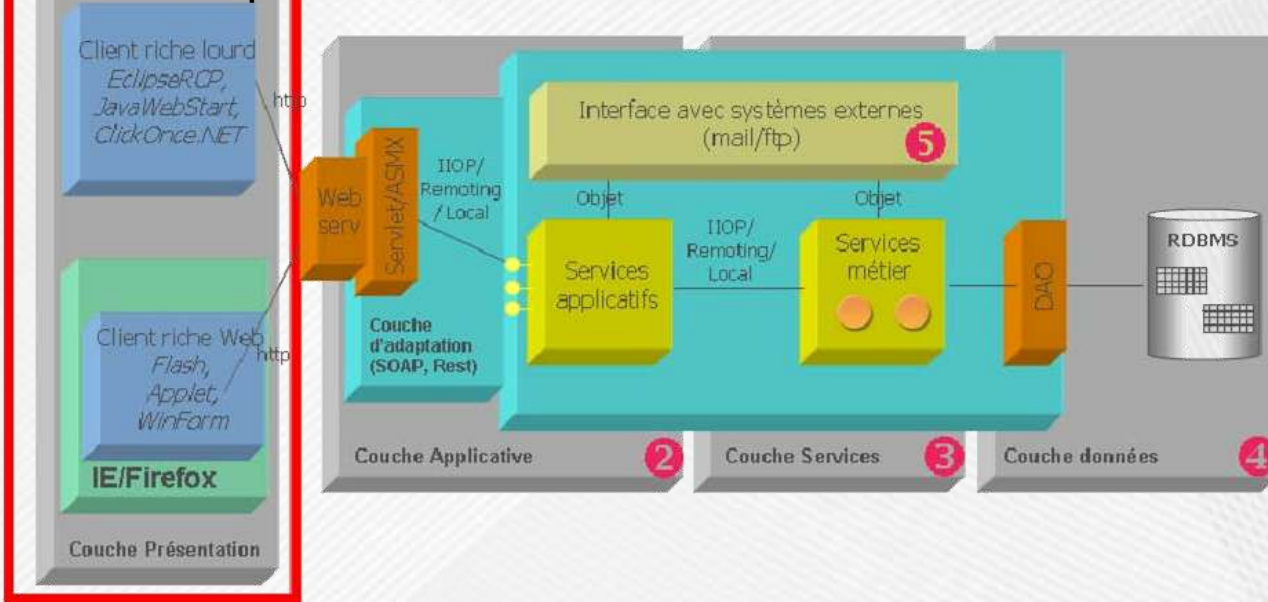 Client riche lourd
EclipseRCP,
JavaWebStart,
ClickOnce.NET
http
Client riche Web
Flash,
Applet,
WinForm
http
IE/Firefox
Couche Présentation
Web
serv
Servlet/ASMX
IIOP/
Remoting
/ Local
Couche
d'adaptation
(SOAP, Rest)
Interface avec systèmes externes
(mail/ftp)
5
Objet
Objet
Services
applicatifs
IIOP/
Remoting/
Local
Services
métier
DAO
RDBMS
Couche Applicative
2
Couche Services
3
Couche données
4